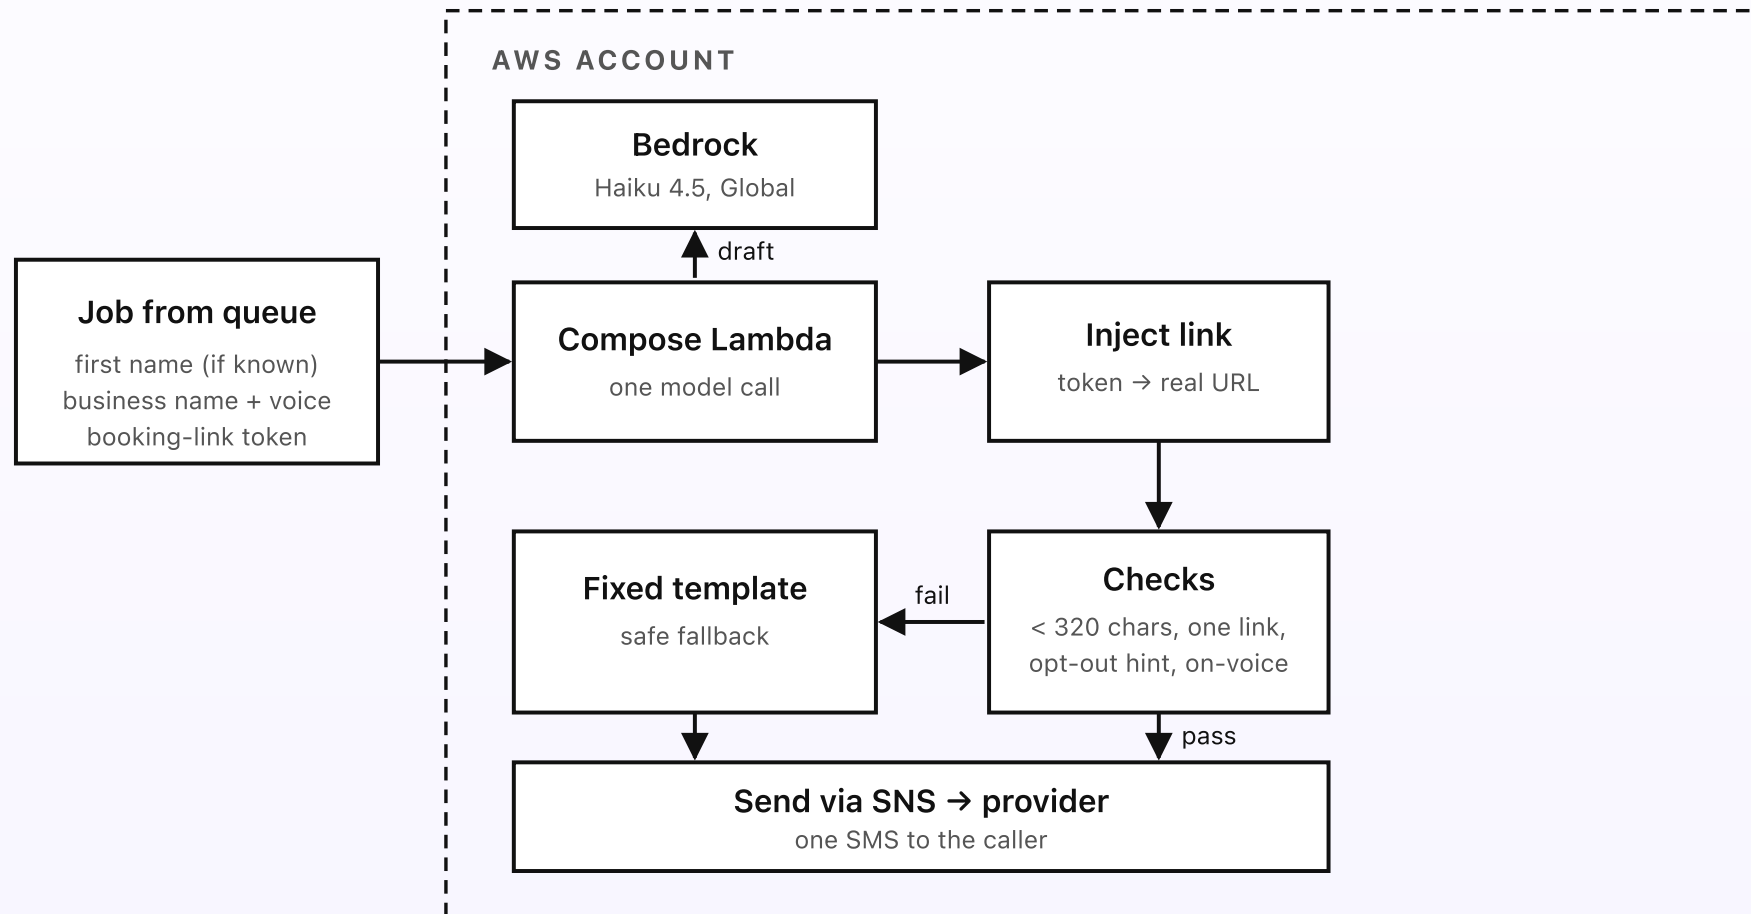 AWS ACCOUNT
Bedrock
Haiku 4.5, Global
draft
Job from queue
first name (if known)
business name + voice
booking-link token
Compose Lambda
one model call
Inject link
token → real URL
Fixed template
safe fallback
fail
Checks
< 320 chars, one link,
opt-out hint, on-voice
pass
Send via SNS → provider
one SMS to the caller